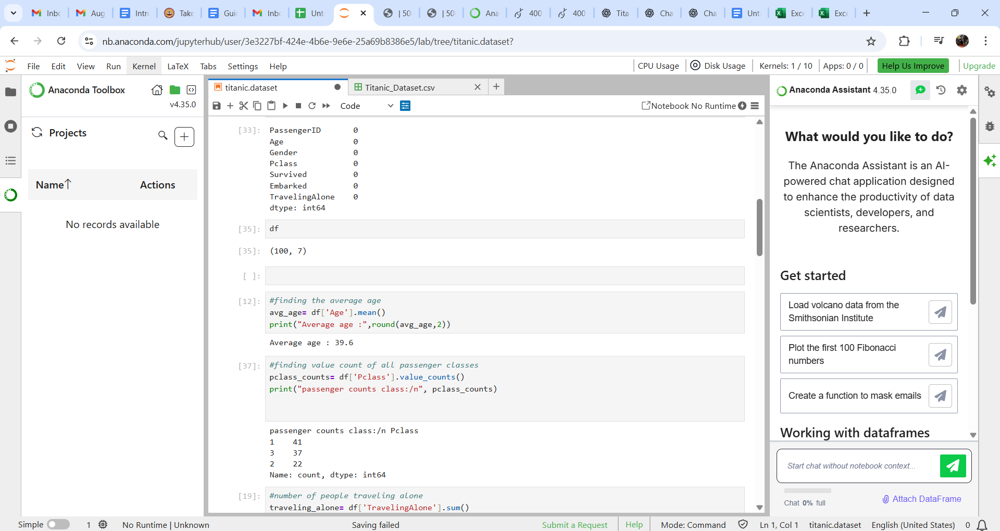 Inbc
Aug
Intro
Take
Guid
Inbc
Unt
| 50
| 50
Ana
400
400
Tita
Cha
Cha
Unt
Exce
Exce
nb.anaconda.com/jupyterhub/user/3e3227bf-424e-4b6e-9e6e-25a69b8386e5/lab/tree/titanic.dataset?
File Edit View Run Kernel LaTeX Tabs Settings Help
CPU Usage Disk Usage Kernels: 1 / 10 Apps: 0 / 0 Help Us Improve Upgrade
Anaconda Toolbox
v4.35.0
Projects
Name Actions
No records available
titanic.dataset Titanic_Dataset.csv
Code Notebook No Runtime
[33]: PassengerID 0
Age 0
Gender 0
Pclass 0
Survived 0
Embarked 0
TravelingAlone 0
dtype: int64
[35]: df
[35]: (100, 7)
[ ]:
[12]: #finding the average age
avg_age= df['Age'].mean()
print("Average age :",round(avg_age,2))
Average age : 39.6
[37]: #finding value count of all passenger classes
pclass_counts= df['Pclass'].value_counts()
print("passenger counts class:/n", pclass_counts)
passenger counts class:/n Pclass
1 41
3 37
2 22
Name: count, dtype: int64
[19]: #number of people traveling alone
traveling_alone= df['TravelingAlone'].sum()
Anaconda Assistant 4.35.0
What would you like to do?
The Anaconda Assistant is an AI-
powered chat application designed
to enhance the productivity of data
scientists, developers, and
researchers.
Get started
Load volcano data from the
Smithsonian Institute
Plot the first 100 Fibonacci
numbers
Create a function to mask emails
Working with dataframes
Start chat without notebook context...
Chat 0% full Attach DataFrame
Simple 1 No Runtime | Unknown Saving failed Submit a Request Help Mode: Command Ln 1, Col 1 titanic.dataset English (United States) 0